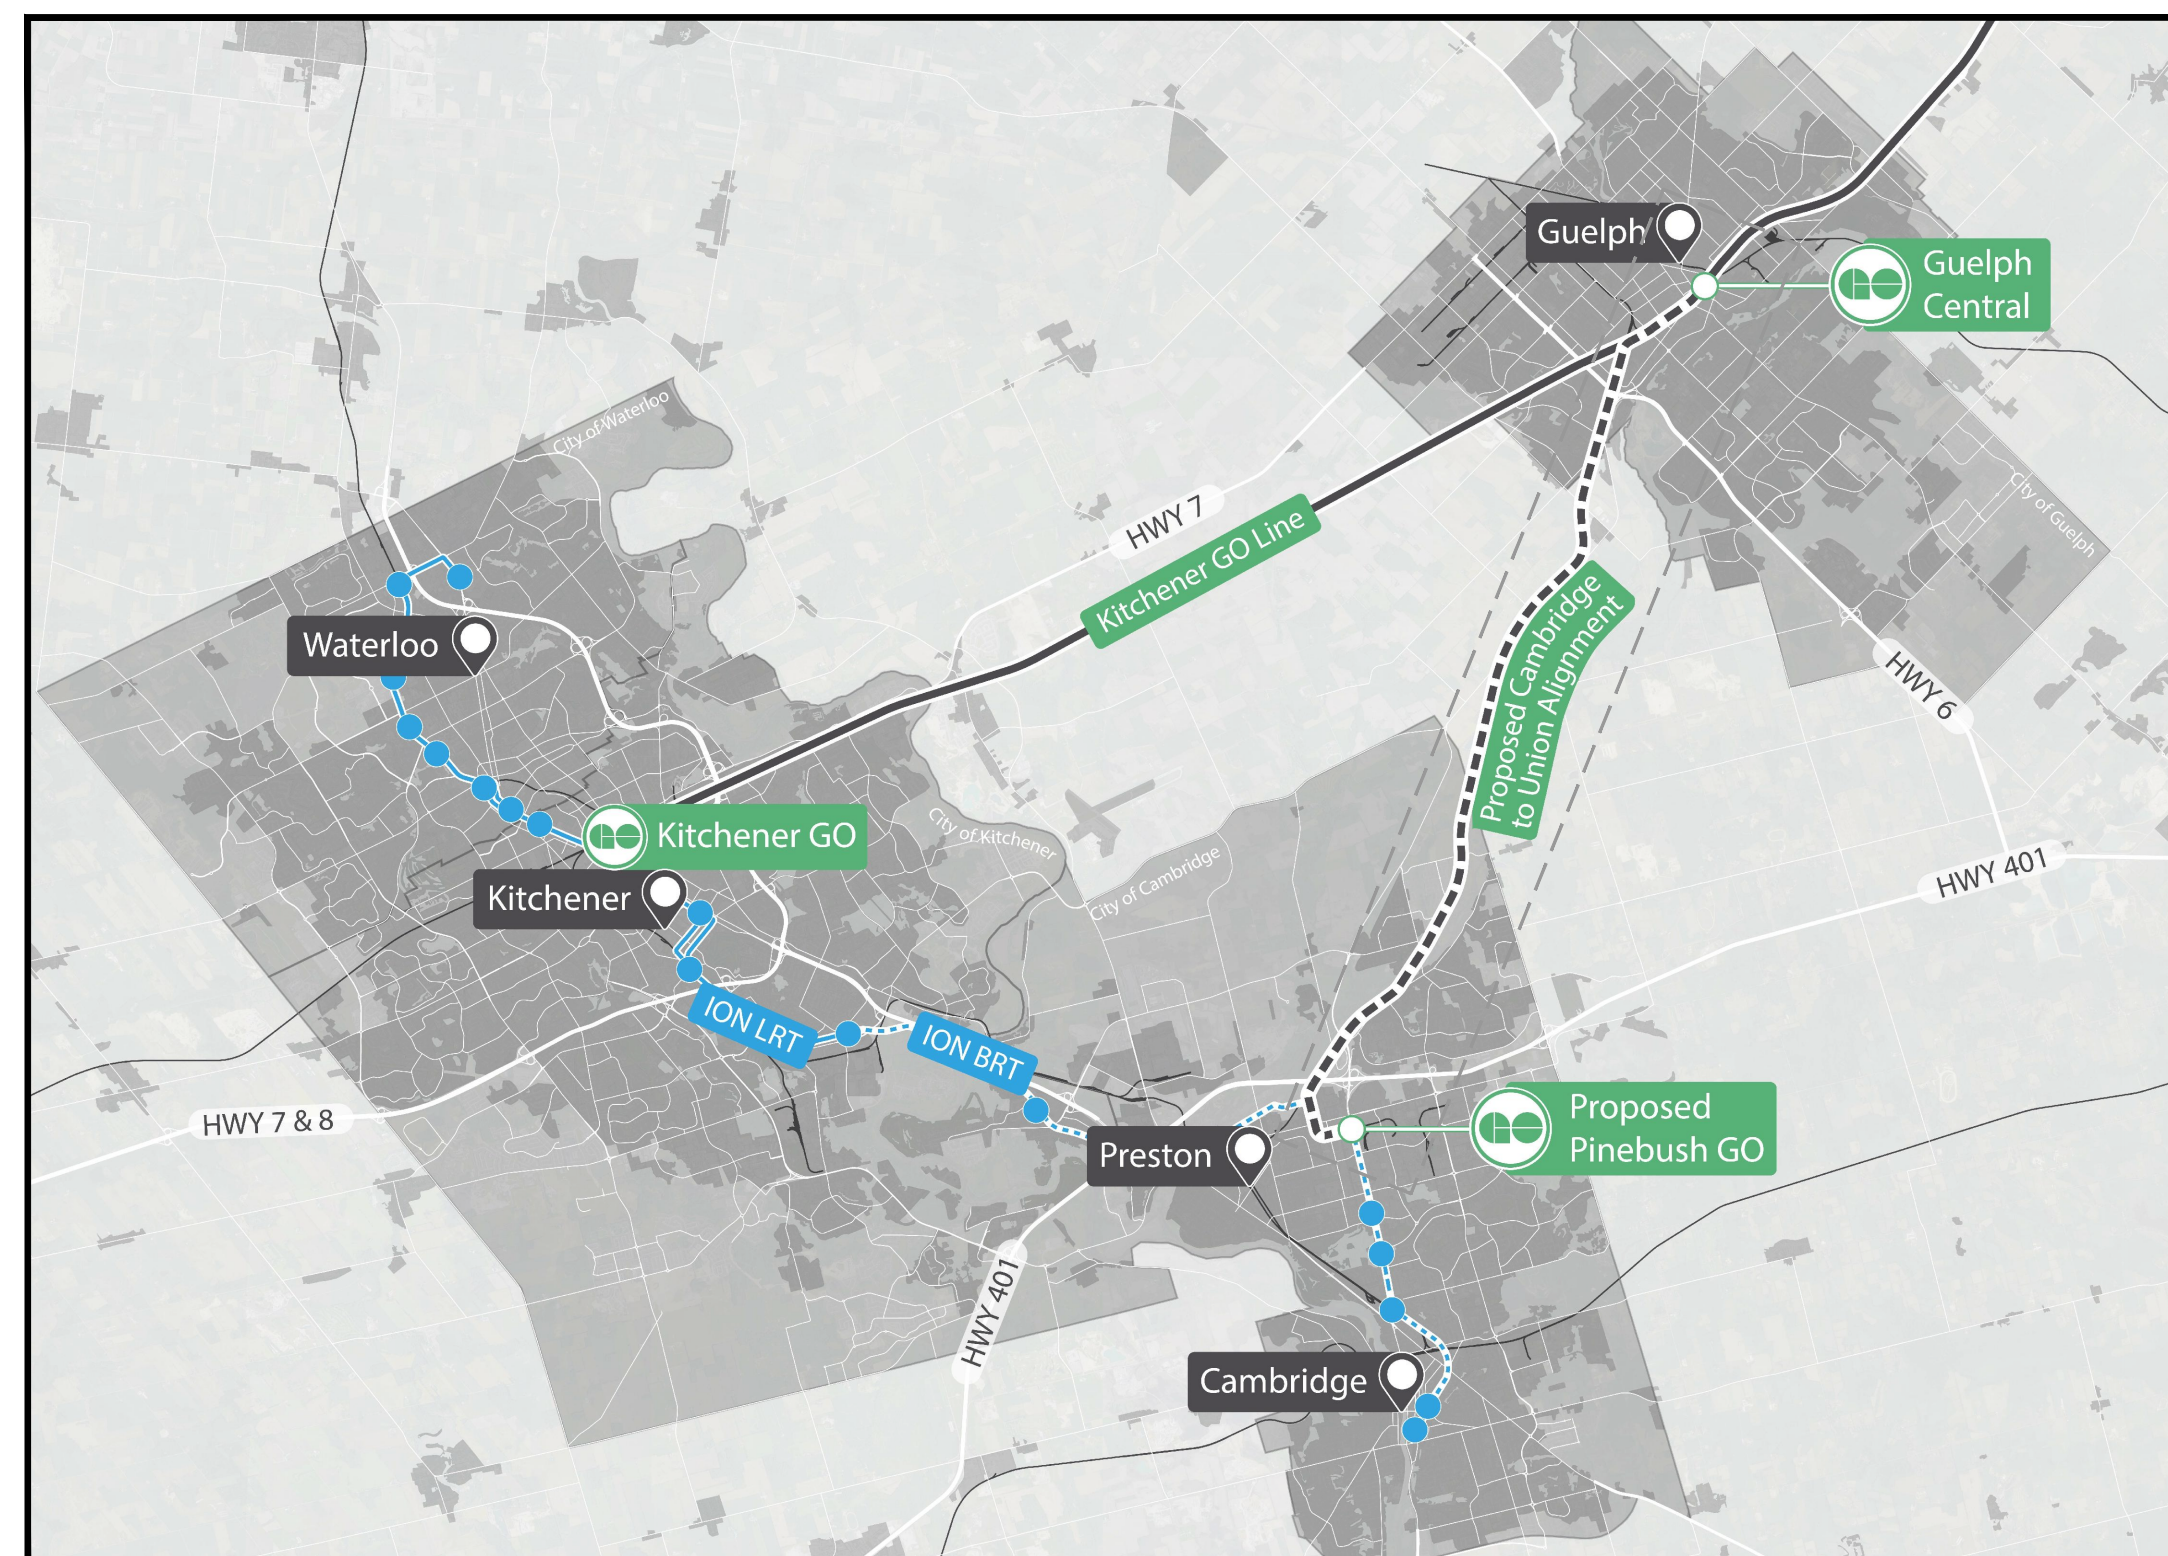 Guelph
Guelph
Central
City of Waterloo
City of Guelph
HWY 7
Kitchener GO Line
Proposed Cambridge
to Union Alignment
Waterloo
HWY 6
GO
Kitchener GO
City of Kitchener
City of Cambridge
HWY 401
Kitchener
ION LRT
ION BRT
HWY 7 & 8
Preston
Proposed
Pinebush GO
HWY 401
Cambridge